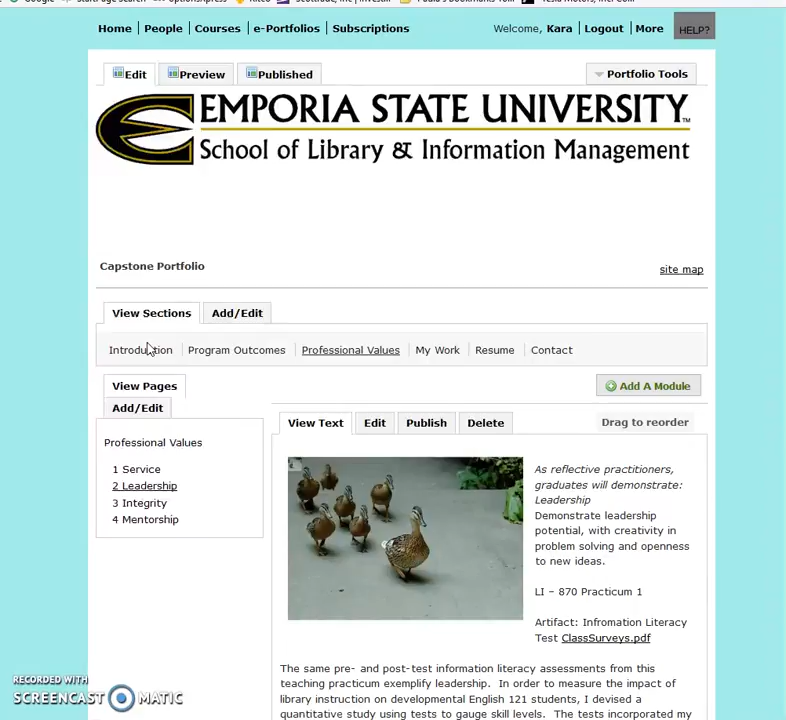 Home People Courses e-Portfolios Subscriptions Welcome, Kara Logout More HELP?
Edit Preview Published Portfolio Tools
EMPORIA STATE UNIVERSITY TM
School of Library & Information Management
Capstone Portfolio
site map
View Sections Add/Edit
Introduction Program Outcomes Professional Values My Work Resume Contact
View Pages
Add A Module
Add/Edit
View Text Edit Publish Delete Drag to reorder
Professional Values
1 Service
2 Leadership
3 Integrity
4 Mentorship
As reflective practitioners,
graduates will demonstrate:
Leadership
Demonstrate leadership
potential, with creativity in
problem solving and openness
to new ideas.
LI – 870 Practicum 1
Artifact: Infromation Literacy
Test ClassSurveys.pdf
The same pre- and post-test information literacy assessments from this
teaching practicum exemplify leadership. In order to measure the impact of
library instruction on developmental English 121 students, I devised a
quantitative study using tests to gauge skill levels. The tests incorporated my
RECORDED WITH
SCREENCAST MATIC